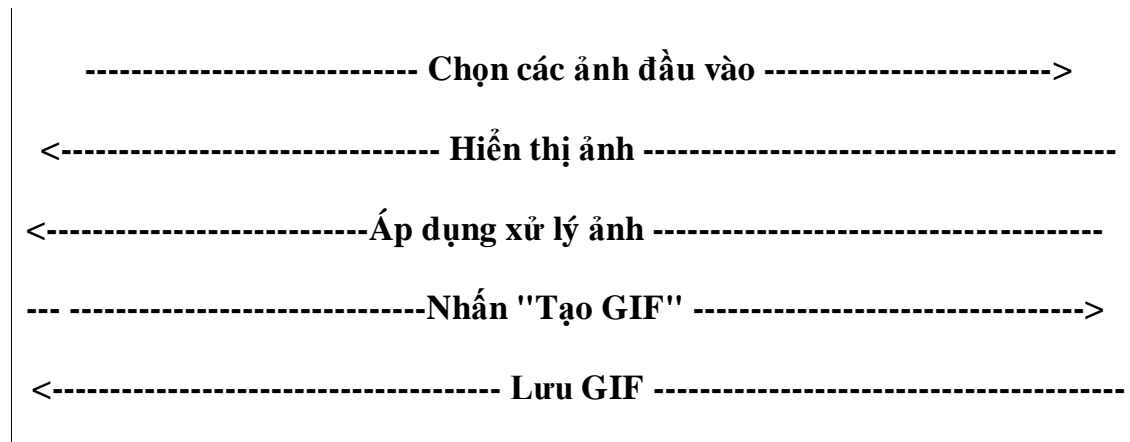 ----------------------------- Chọn các ảnh đầu vào ------------------------->
<--------------------------------- Hiển thị ảnh -----------------------------------------
<----------------------------Áp dụng xử lý ảnh ---------------------------------------
--- -------------------------------Nhấn "Tạo GIF" ---------------------------------->
<--------------------------------------- Lưu GIF -----------------------------------------